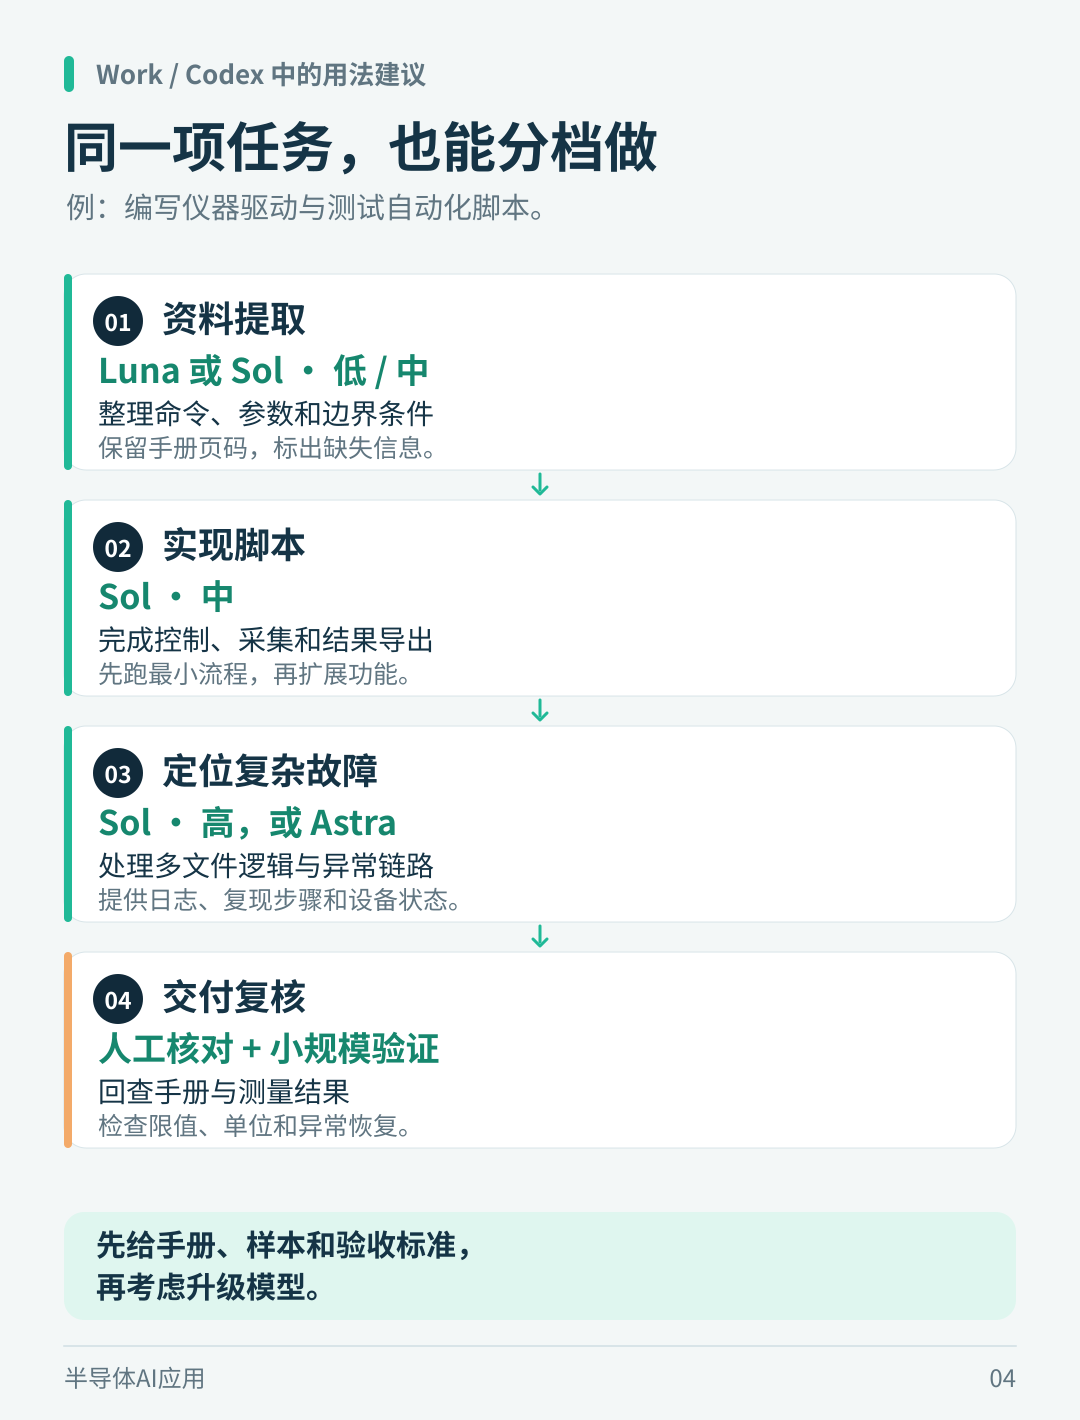 Work / Codex 中的用法建议
同一项任务，也能分档做
例：编写仪器驱动与测试自动化脚本。
01 资料提取
Luna 或 Sol · 低 / 中
整理命令、参数和边界条件
保留手册页码，标出缺失信息。
02 实现脚本
Sol · 中
完成控制、采集和结果导出
先跑最小流程，再扩展功能。
03 定位复杂故障
Sol · 高，或 Astra
处理多文件逻辑与异常链路
提供日志、复现步骤和设备状态。
04 交付复核
人工核对 + 小规模验证
回查手册与测量结果
检查限值、单位和异常恢复。
先给手册、样本和验收标准，
再考虑升级模型。
半导体AI应用 04